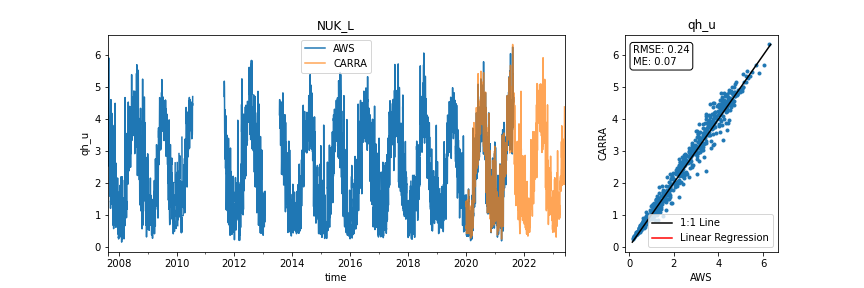 NUK_L
qh_u
AWS
CARRA
6
5
4
3
2
1
0
2008
2010
2012
2014
2016
2018
2020
2022
time
qh_u
qh_u
RMSE: 0.24
ME: 0.07
6
5
4
3
2
1
0
CARRA
1:1 Line
Linear Regression
0
2
4
6
AWS